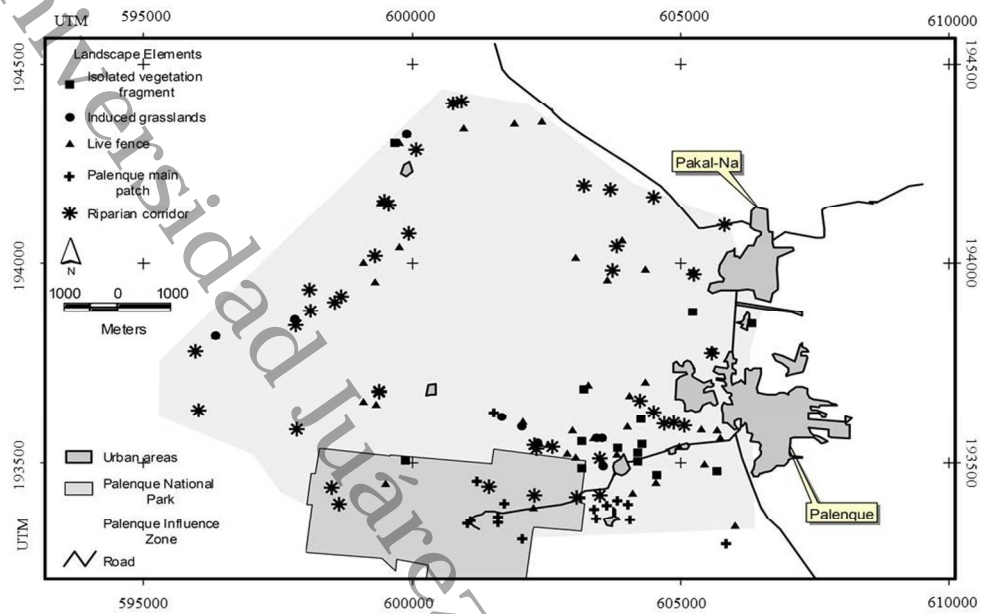 UTM 595000 600000 605000 610000
194500 194500
Landscape Elements
Isolated vegetation
fragment
Induced grasslands
Live fence
Palenque main
patch
Riparian corridor
Pakal-Na
N
194000 194000
1000 0 1000
Meters
Urban areas
193500 193500
Palenque National
Park
Palenque Influence
Zone
Palenque
Road
UTM
595000 600000 605000 610000
Universidad Juárez